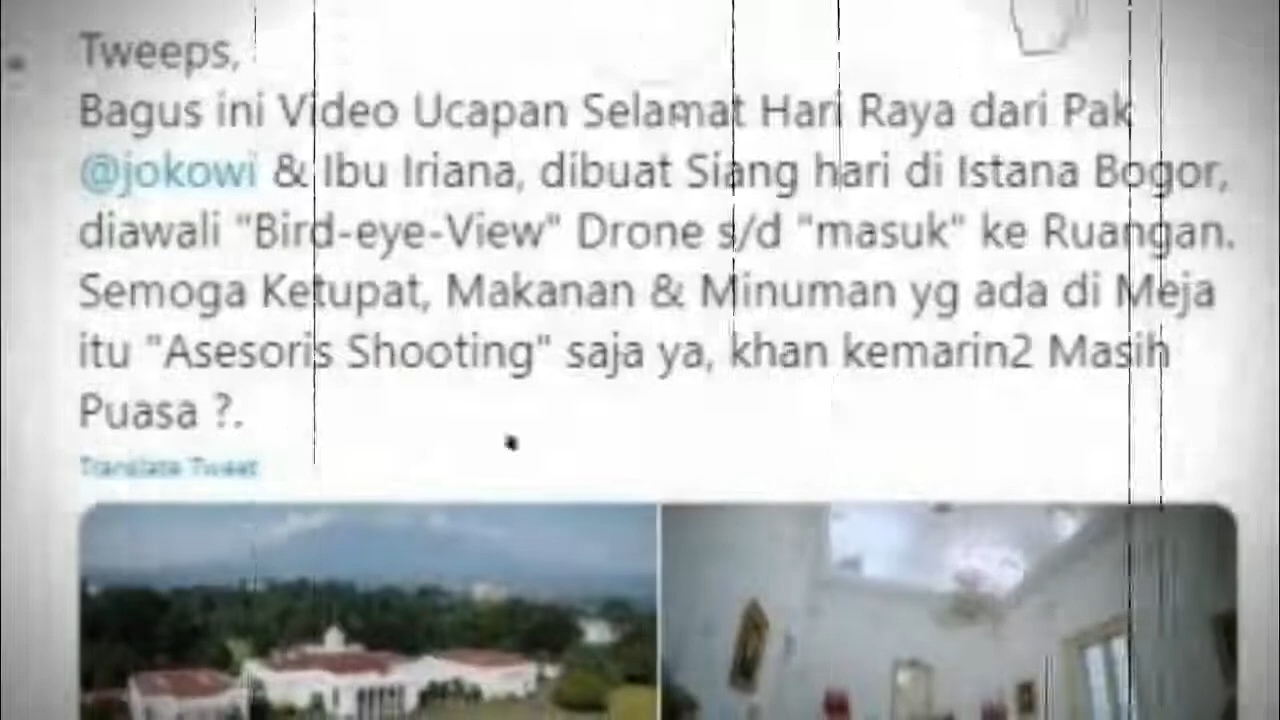 Tweeps,
Bagus ini Video Ucapan Selamat Hari Raya dari Pak
@jokowi & Ibu Iriana, dibuat Siang hari di Istana Bogor,
diawali "Bird-eye-View" Drone s/d "masuk" ke Ruangan.
Semoga Ketupat, Makanan & Minuman yg ada di Meja
itu "Asesoris Shooting" saja ya, khan kemarin2 Masih
Puasa ?.
Translate Tweet